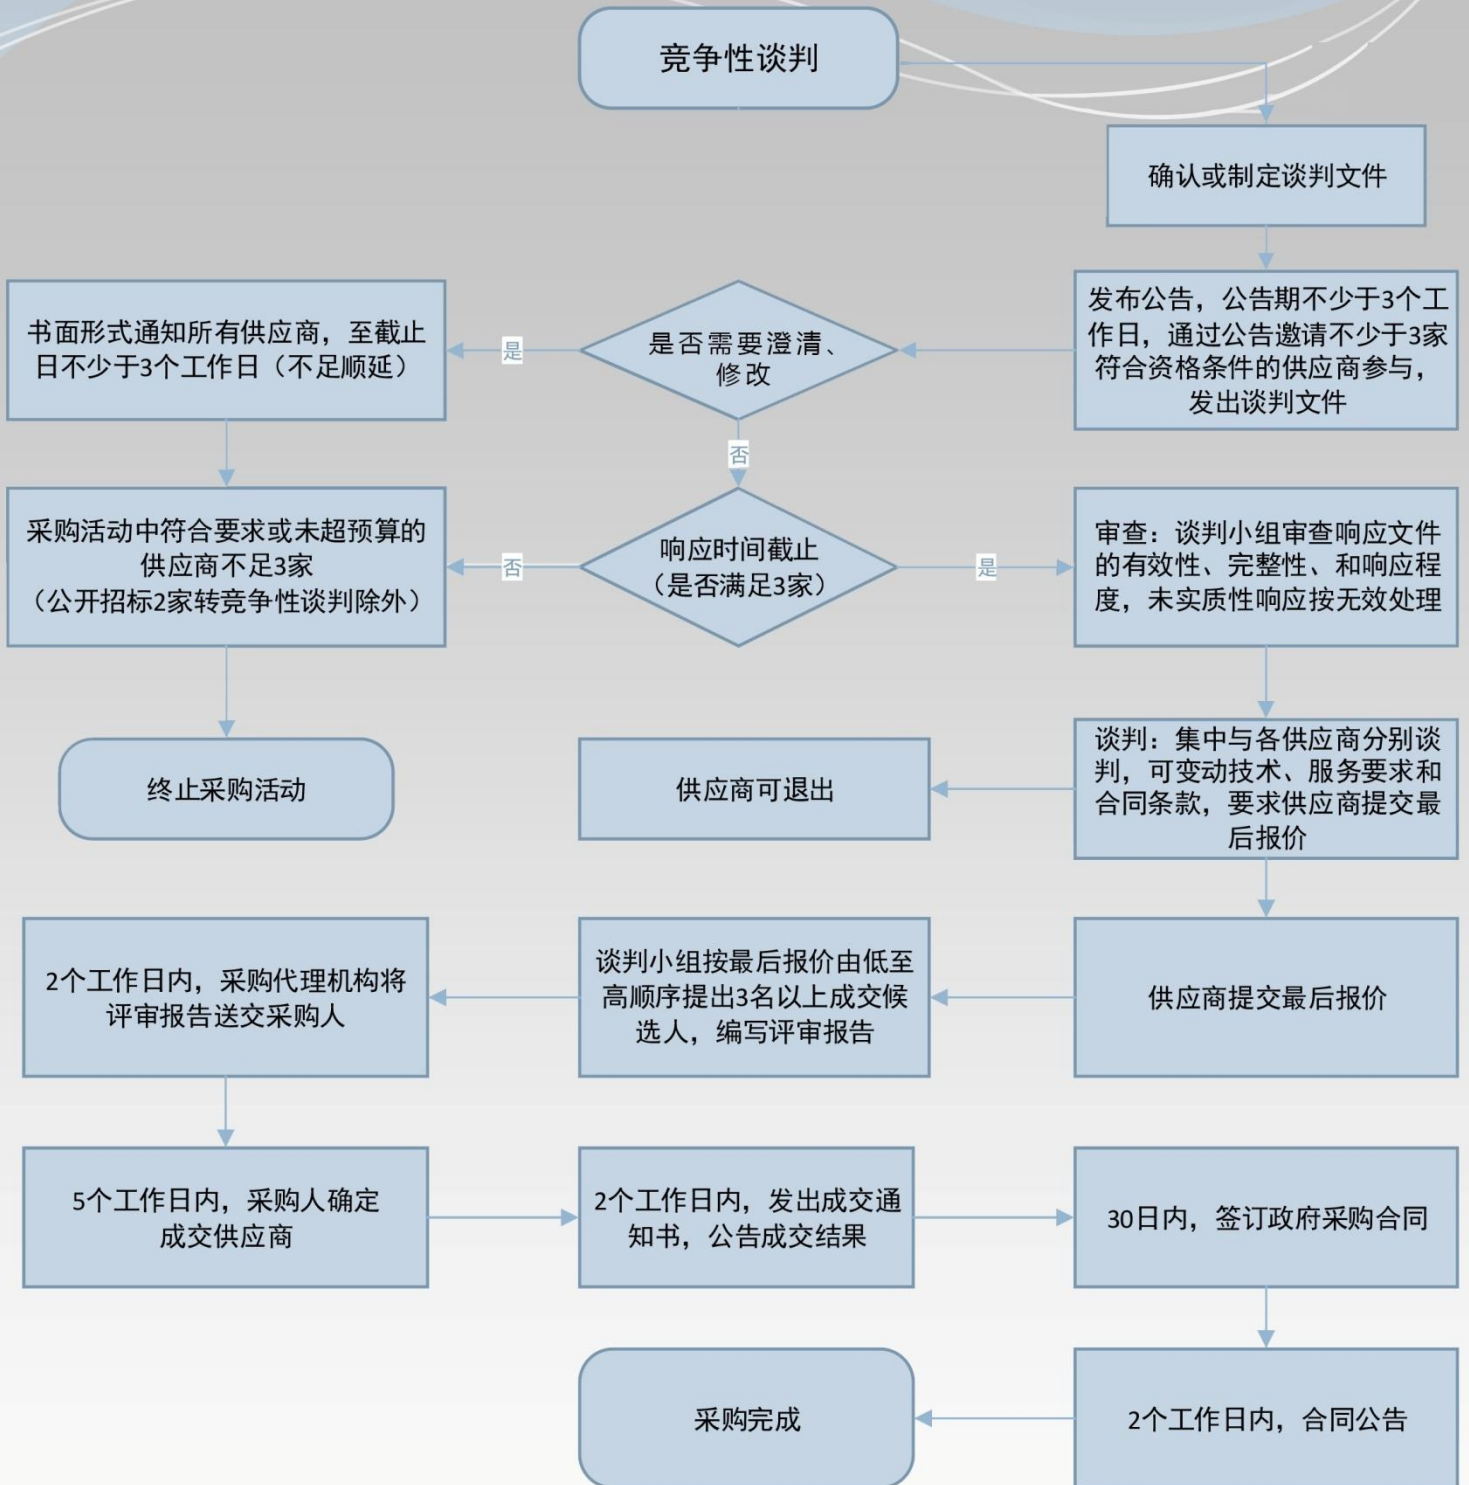 竞争性谈判
确认或制定谈判文件
发布公告，公告期不少于3个工
作日，通过公告邀请不少于3家
符合资格条件的供应商参与，
发出谈判文件
是否需要澄清、
修改
是
书面形式通知所有供应商，至截止
日不少于3个工作日（不足顺延）
否
采购活动中符合要求或未超预算的
供应商不足3家
（公开招标2家转竞争性谈判除外）
否
响应时间截止
（是否满足3家）
是
审查：谈判小组审查响应文件
的有效性、完整性、和响应程
度，未实质性响应按无效处理
终止采购活动
供应商可退出
谈判：集中与各供应商分别谈
判，可变动技术、服务要求和
合同条款，要求供应商提交最
后报价
供应商提交最后报价
谈判小组按最后报价由低至
高顺序提出3名以上成交候
选人，编写评审报告
2个工作日内，采购代理机构将
评审报告送交采购人
5个工作日内，采购人确定
成交供应商
2个工作日内，发出成交通
知书，公告成交结果
30日内，签订政府采购合同
2个工作日内，合同公告
采购完成